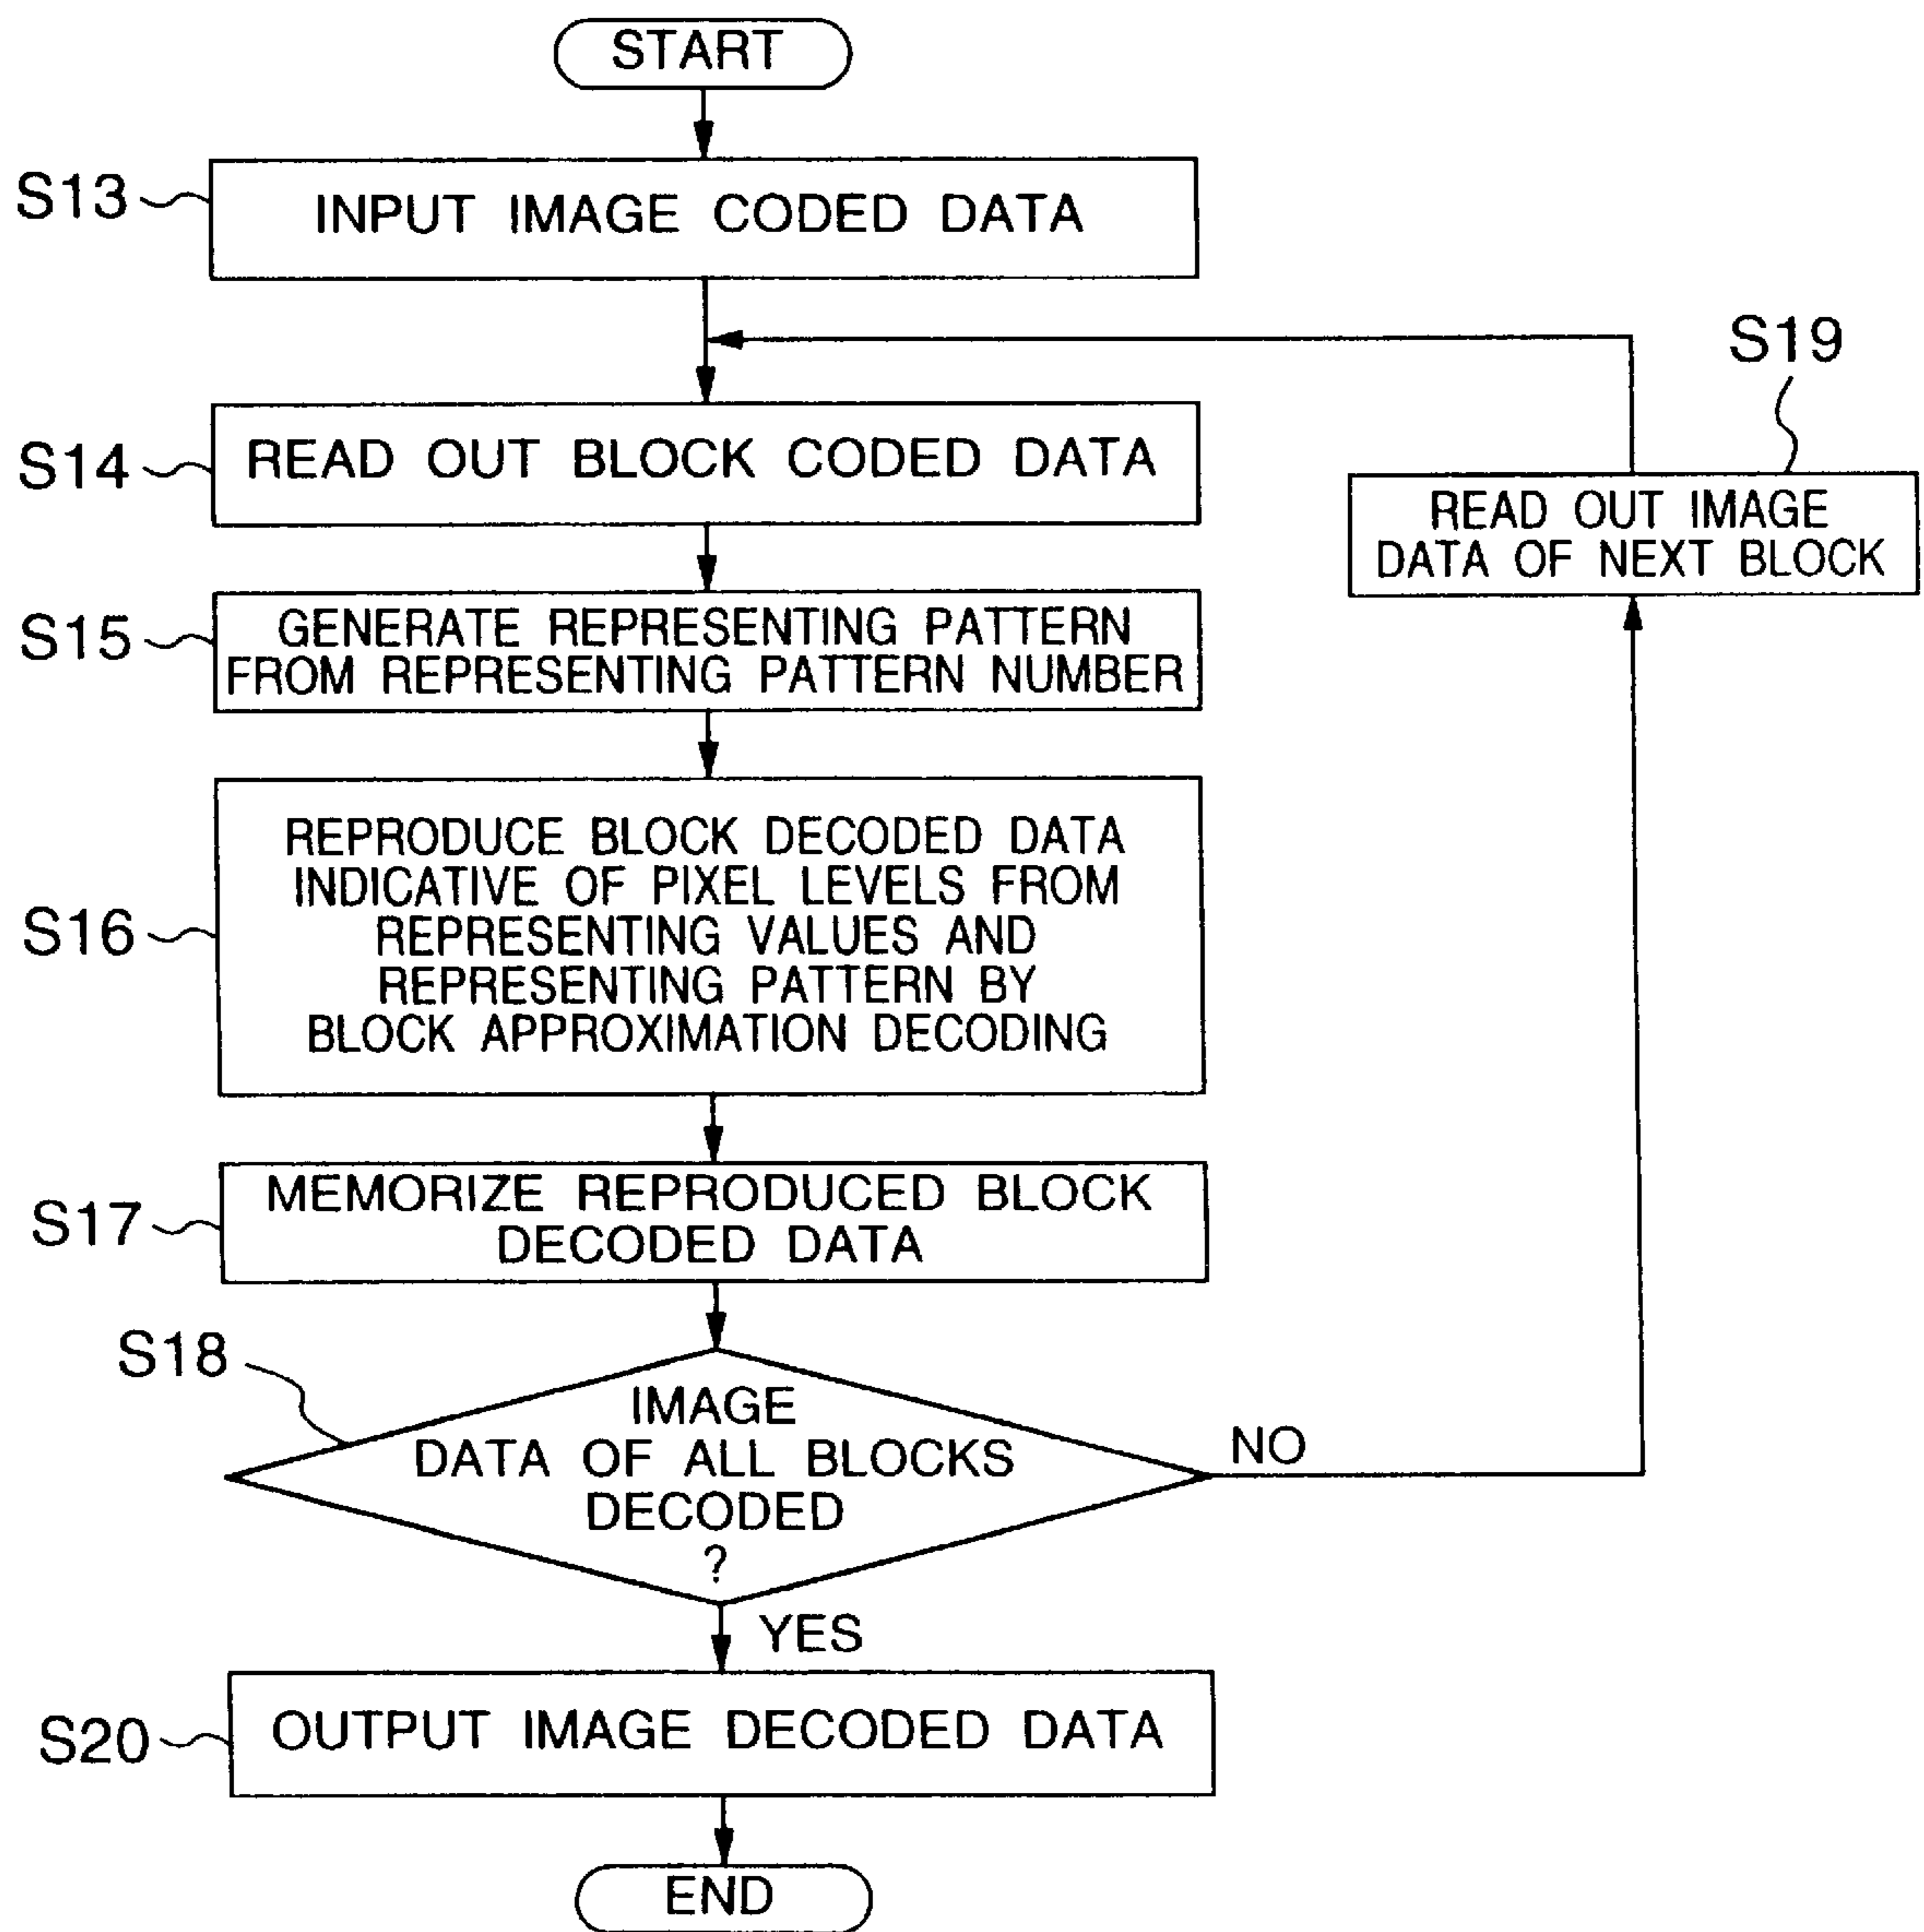 START
S13
INPUT IMAGE CODED DATA
S19
S14
READ OUT BLOCK CODED DATA
READ OUT IMAGE
DATA OF NEXT BLOCK
S15
GENERATE REPRESENTING PATTERN
FROM REPRESENTING PATTERN NUMBER
S16
REPRODUCE BLOCK DECODED DATA
INDICATIVE OF PIXEL LEVELS FROM
REPRESENTING VALUES AND
REPRESENTING PATTERN BY
BLOCK APPROXIMATION DECODING
S17
MEMORIZE REPRODUCED BLOCK
DECODED DATA
S18
IMAGE
DATA OF ALL BLOCKS
DECODED
?
NO
YES
S20
OUTPUT IMAGE DECODED DATA
END